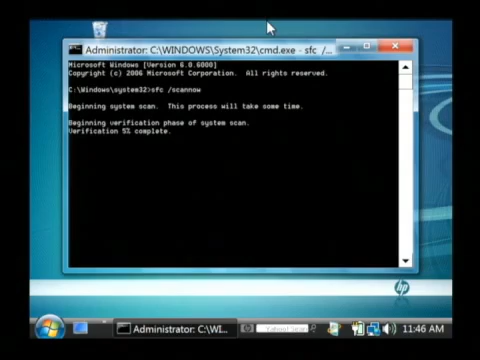 Administrator: C:\WINDOWS\System32\cmd.exe - sfc /...
Microsoft Windows [Version 6.0.6000]
Copyright (c) 2006 Microsoft Corporation.  All rights reserved.
C:\Windows\system32>sfc /scannow
Beginning system scan.  This process will take some time.
Beginning verification phase of system scan.
Verification 5% complete.
hp
Administrator: C:\WI...
11:46 AM